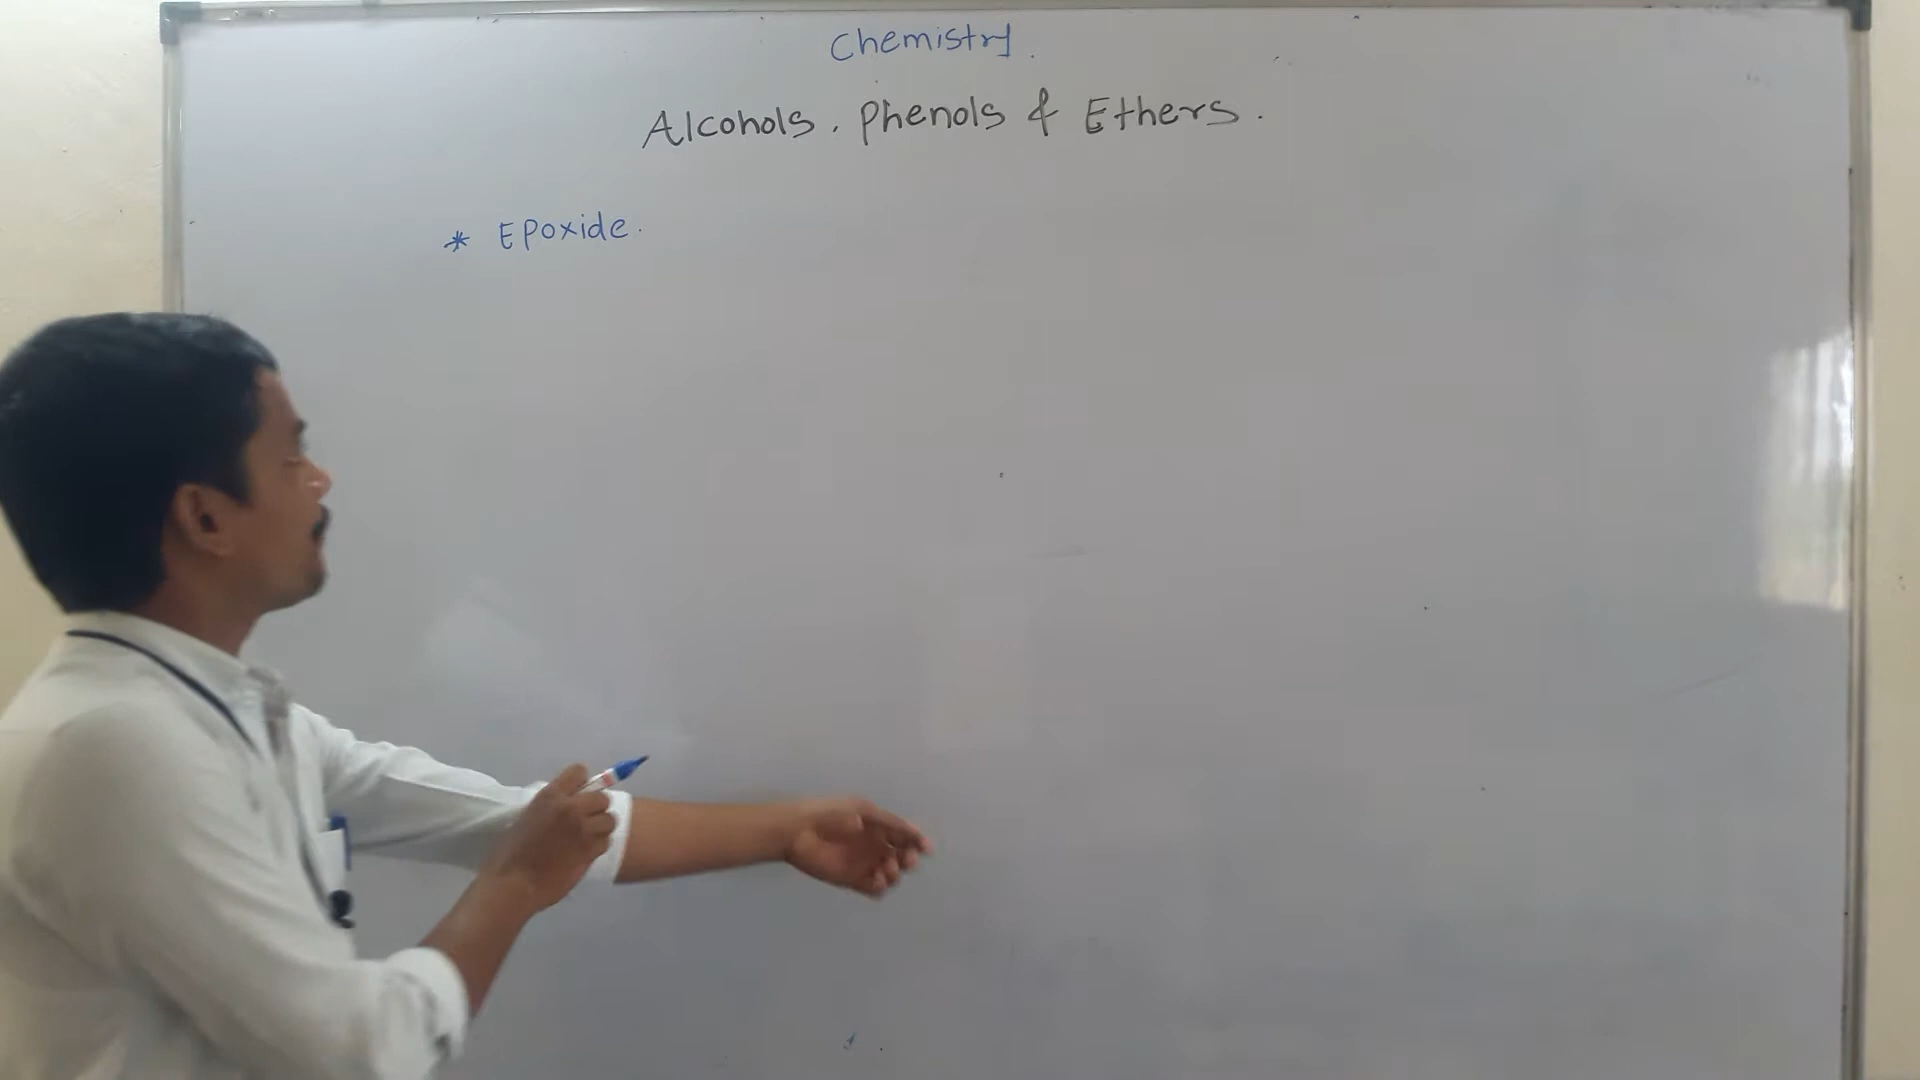 Chemistry.
Alcohols, Phenols & Ethers.
* Epoxide.